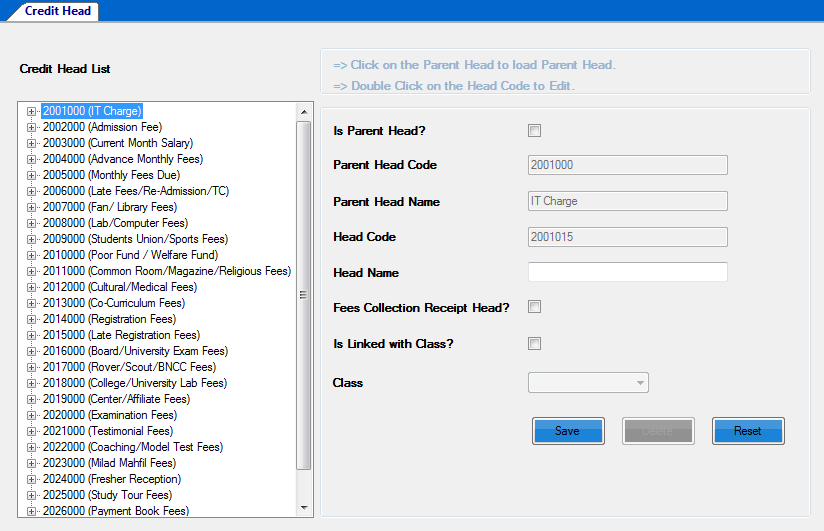 Credit Head
Credit Head List
2001000 (IT Charge)
2002000 (Admission Fee)
2003000 (Current Month Salary)
2004000 (Advance Monthly Fees)
2005000 (Monthly Fees Due)
2006000 (Late Fees/Re-Admission/TC)
2007000 (Fan/ Library Fees)
2008000 (Lab/Computer Fees)
2009000 (Students Union/Sports Fees)
2010000 (Poor Fund / Welfare Fund)
2011000 (Common Room/Magazine/Religious Fees)
2012000 (Cultural/Medical Fees)
2013000 (Co-Curriculum Fees)
2014000 (Registration Fees)
2015000 (Late Registration Fees)
2016000 (Board/University Exam Fees)
2017000 (Rover/Scout/BNCC Fees)
2018000 (College/University Lab Fees)
2019000 (Center/Affiliate Fees)
2020000 (Examination Fees)
2021000 (Testimonial Fees)
2022000 (Coaching/Model Test Fees)
2023000 (Milad Mahfil Fees)
2024000 (Fresher Reception)
2025000 (Study Tour Fees)
2026000 (Payment Book Fees)
=> Click on the Parent Head to load Parent Head.
=> Double Click on the Head Code to Edit.
Is Parent Head?
Parent Head Code 2001000
Parent Head Name IT Charge
Head Code 2001015
Head Name
Fees Collection Receipt Head?
Is Linked with Class?
Class
Save Delete Reset